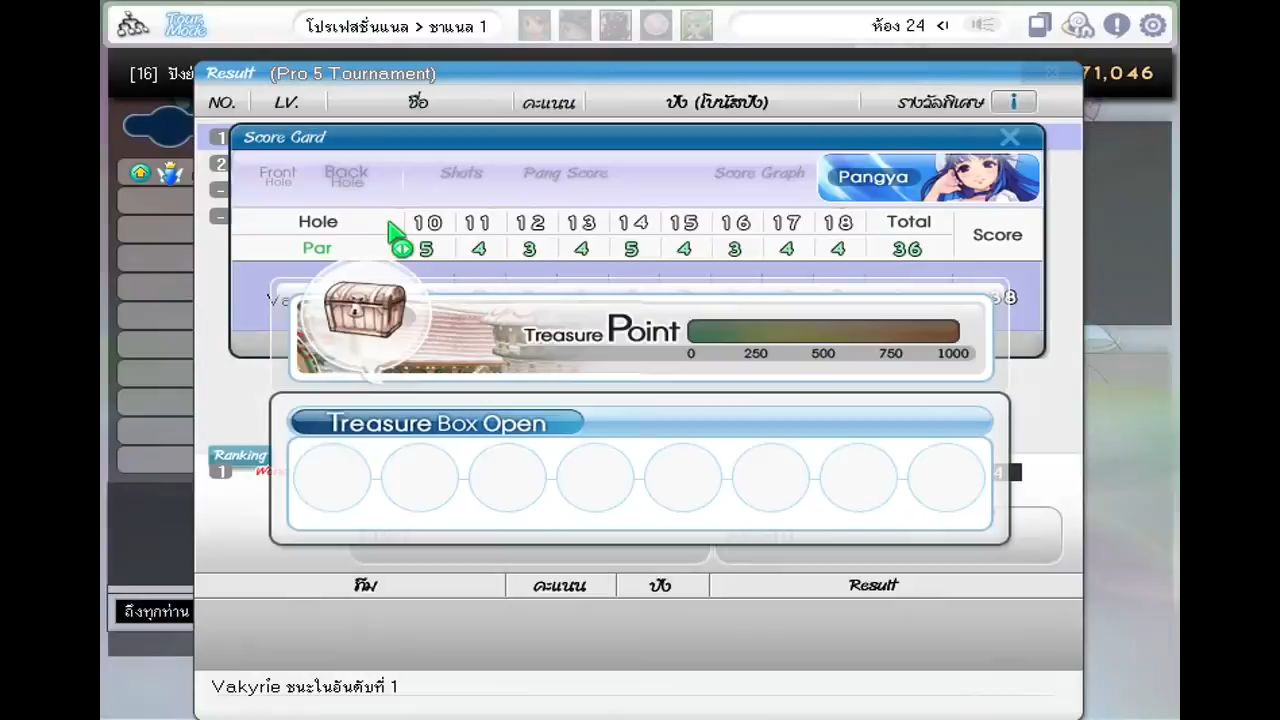 Tour. Mode
โปรเฟสชั่นแนล > ชาแนล 1
ห้อง 24
[16] ปังย่
Result (Pro 5 Tournament)
71,046
NO. LV. ชื่อ คะแนน ปัง (โบนัสปัง) รางวัลพิเศษ i
1 Score Card
2
Front Hole Back Hole Shots Pang Score Score Graph Pangya
Hole 10 11 12 13 14 15 16 17 18 Total Score
Par 5 4 3 4 5 4 3 4 4 36
Treasure Point
0 250 500 750 1000
Treasure Box Open
Ranking
1
กิม คะแนน ปัง Result
ถึงทุกท่าน
Vakyrie ชนะในอันดับที่ 1